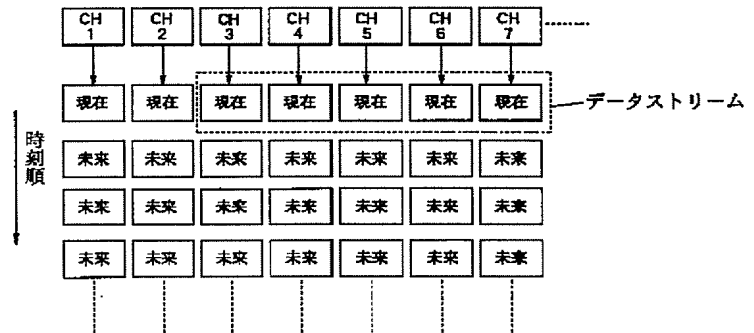 CH 1 CH 2 CH 3 CH 4 CH 5 CH 6 CH 7
現在 現在 現在 現在 現在 現在 現在 データストリーム
時刻順
未来 未来 未来 未来 未来 未来 未来
未来 未来 未来 未来 未来 未来 未来
未来 未来 未来 未来 未来 未来 未来